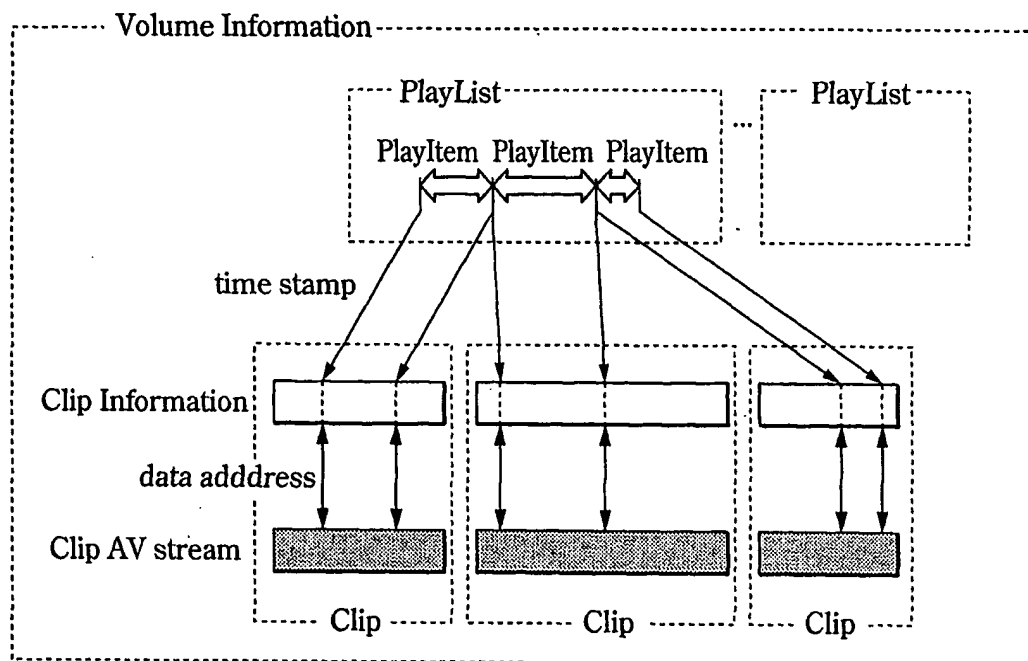 Volume Information
PlayList
...
PlayList
PlayItem PlayItem PlayItem
time stamp
Clip Information
data adddress
Clip AV stream
Clip
Clip
Clip